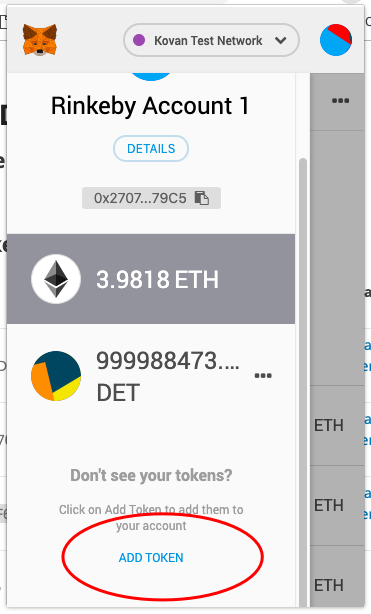 Kovan Test Network
Rinkeby Account 1
DETAILS
0x2707...79C5
3.9818 ETH
999988473....
DET
Don't see your tokens?
Click on Add Token to add them to
your account
ADD TOKEN
ETH
ETH
ETH